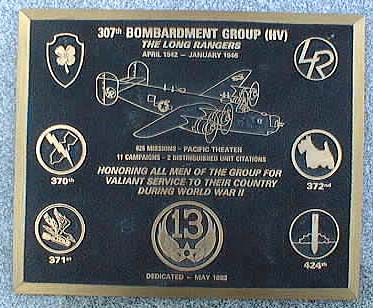 307th BOMBARDMENT GROUP (HV)
THE LONG RANGERS
APRIL 1942 — JANUARY 1946
LR
MISSIONS - PACIFIC THEATER
11 CAMPAIGNS - 2 DISTINGUISHED UNIT CITATIONS
370th
372nd
HONORING ALL MEN OF THE GROUP FOR
VALIANT SERVICE TO THEIR COUNTRY
DURING WORLD WAR II
13
371st
424th
DEDICATED - MAY